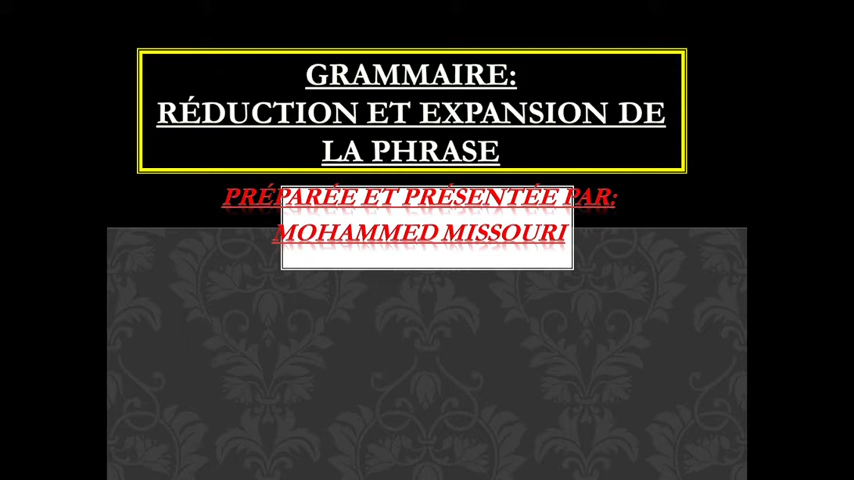 GRAMMAIRE:
RÉDUCTION ET EXPANSION DE
LA PHRASE
PRÉPARÉE ET PRÉSENTÉE PAR:
MOHAMMED MISSOURI